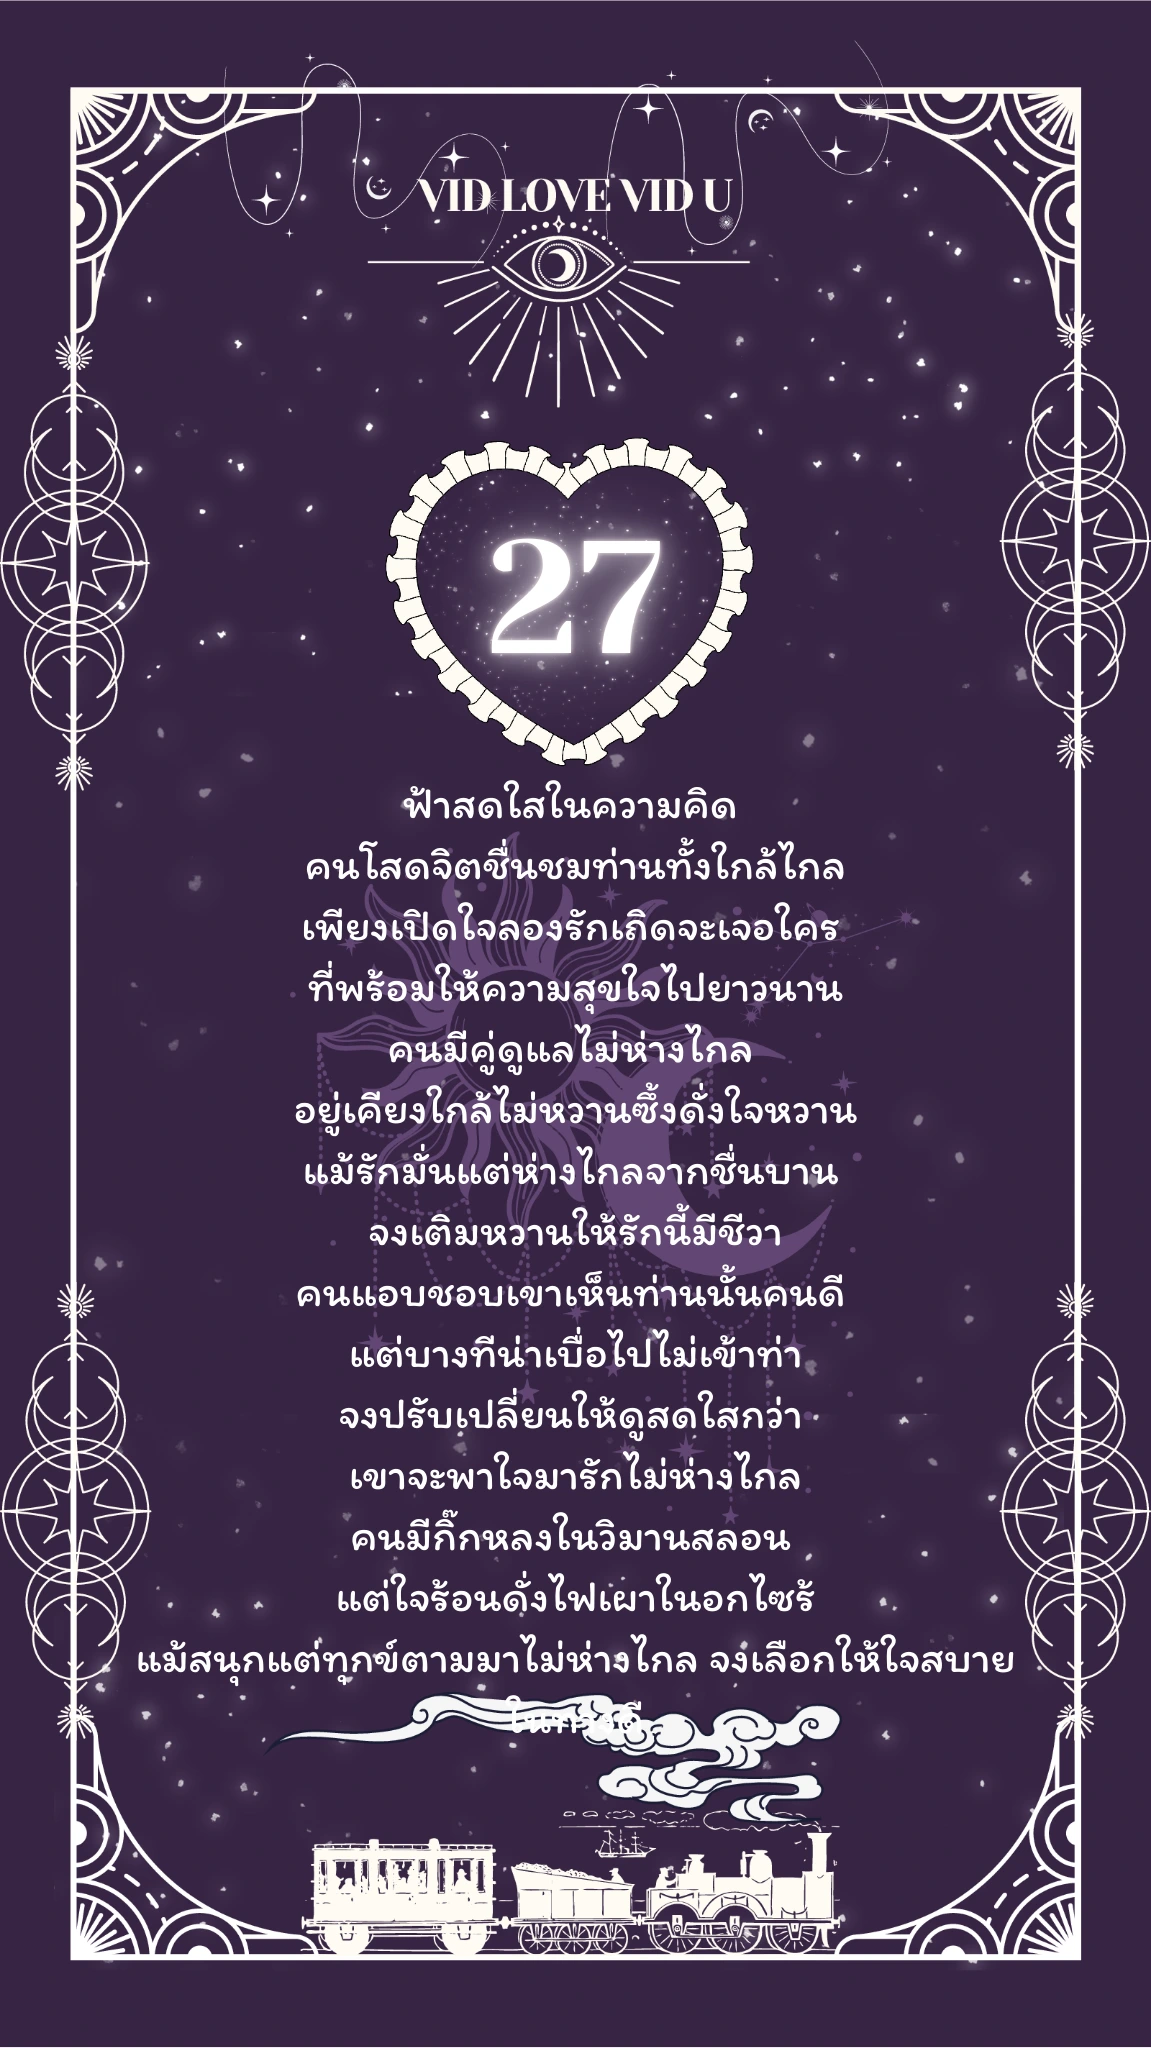 VID LOVE VID U
27
ฟ้าสดใสในความคิด
คนโสดจิตชื่นชมท่านทั้งใกล้ไกล
เพียงเปิดใจลองรักเถิดจะเจอใคร
ที่พร้อมให้ความสุขใจไปยาวนาน
คนมีคู่ดูแลไม่ห่างไกล
อยู่เคียงใกล้ไม่หวานซึ้งดั่งใจหวาน
แม้รักมั่นแต่ห่างไกลจากชื่นบาน
จงเติมหวานให้รักนี้มีชีวา
คนแอบชอบเขาเห็นท่านนั้นคนดี
แต่บางทีน่าเบื่อไปไม่เข้าท่า
จงปรับเปลี่ยนให้ดูสดใสกว่า
เขาจะพาใจมารักไม่ห่างไกล
คนมีกิ๊กหลงในวิมานสลอน
แต่ใจร้อนดั่งไฟเผาในอกไซร้
แม้สนุกแต่ทุกข์ตามมาไม่ห่างไกล จงเลือกให้ใจสบาย
ในทางดี